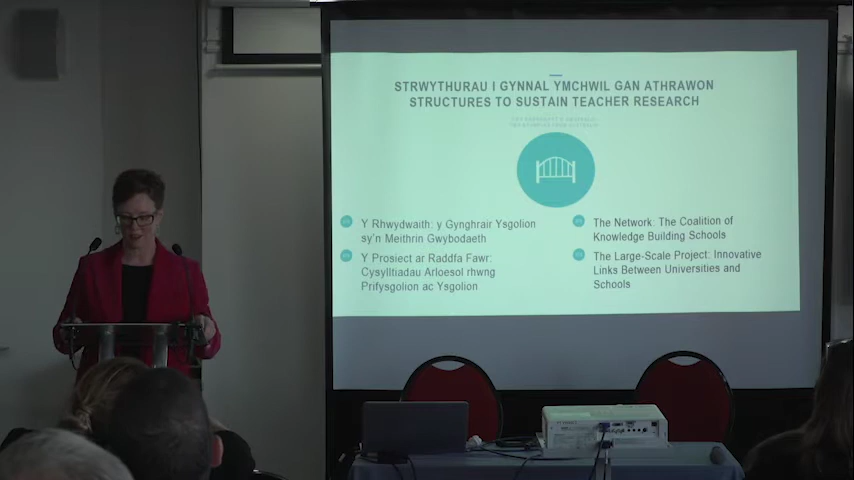 STRWYTHURAU I GYNNAL YMCHWIL GAN ATHRAWON
STRUCTURES TO SUSTAIN TEACHER RESEARCH
Y Rhwydwaith: y Gynghrair Ysgolion
sy'n Meithrin Gwybodaeth
Y Prosiect ar Raddfa Fawr:
Cysylltiadau Arloesol rhwng
Prifysgolion ac Ysgolion
The Network: The Coalition of
Knowledge Building Schools
The Large-Scale Project: Innovative
Links Between Universities and
Schools